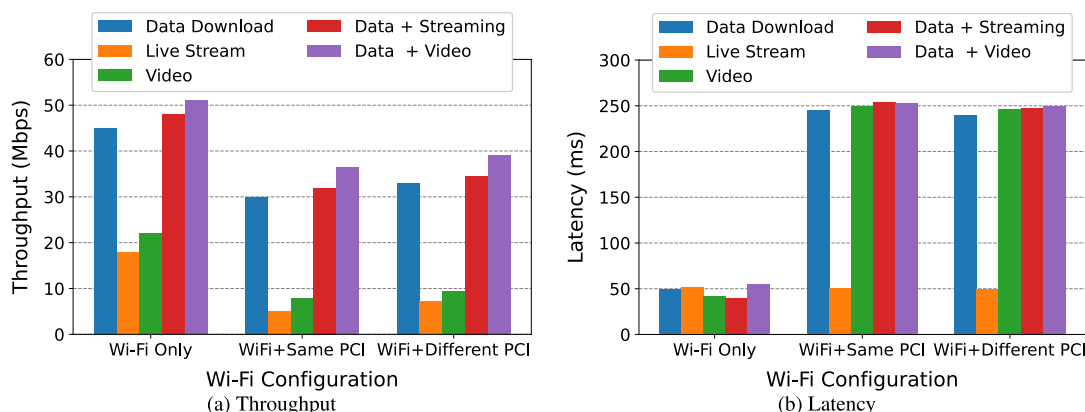 Data Download
Live Stream
Video
Data + Streaming
Data  + Video
60
50
40
30
20
10
0
Throughput (Mbps)
Wi-Fi Only
WiFi+Same PCI
WiFi+Different PCI
Wi-Fi Configuration
(a) Throughput
Data Download
Live Stream
Video
Data + Streaming
Data  + Video
300
250
200
150
100
50
0
Latency (ms)
Wi-Fi Only
WiFi+Same PCI
WiFi+Different PCI
Wi-Fi Configuration
(b) Latency